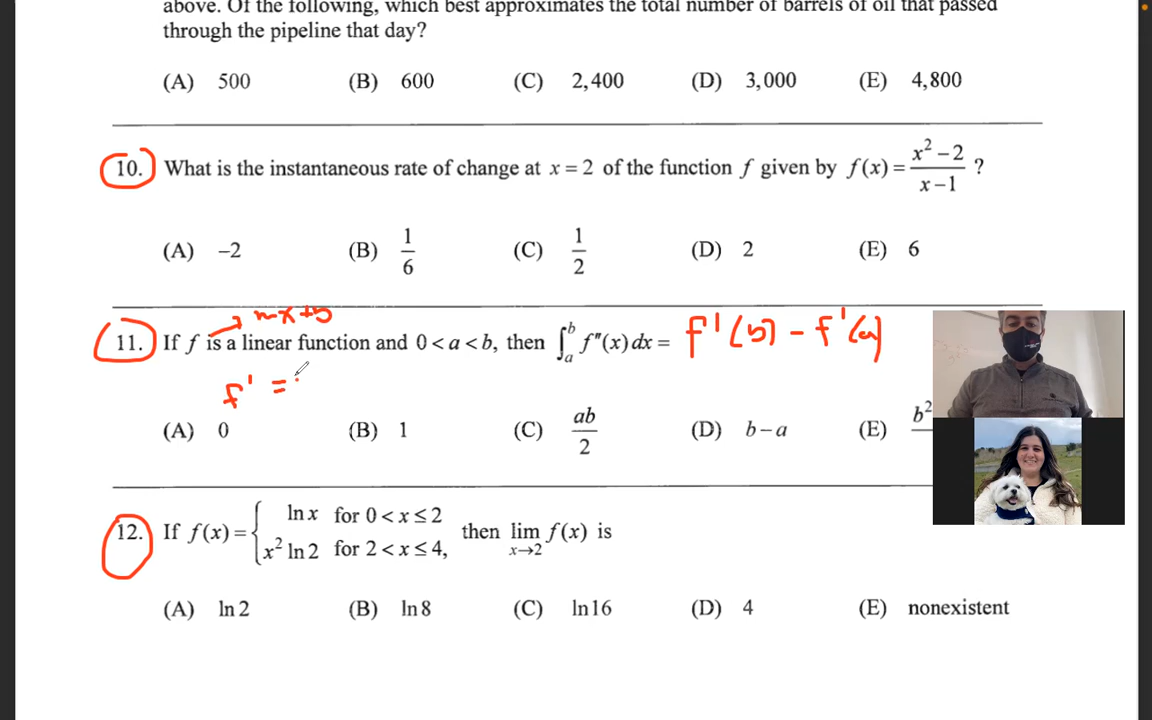 above. Of the following, which best approximates the total number of barrels of oil that passed
through the pipeline that day?
(A) 500 (B) 600 (C) 2,400 (D) 3,000 (E) 4,800
10. What is the instantaneous rate of change at x = 2 of the function f given by f(x) = (x² − 2)/(x − 1) ?
(A) −2 (B) 1/6 (C) 1/2 (D) 2 (E) 6
mx+b
11. If f is a linear function and 0 < a < b, then ∫_a^b f″(x) dx = f'(b) − f'(a)
f' =
(A) 0 (B) 1 (C) ab/2 (D) b − a (E) b²
12. If f(x) = { ln x for 0 < x ≤ 2
x² ln 2 for 2 < x ≤ 4, then lim x→2 f(x) is
(A) ln 2 (B) ln 8 (C) ln 16 (D) 4 (E) nonexistent